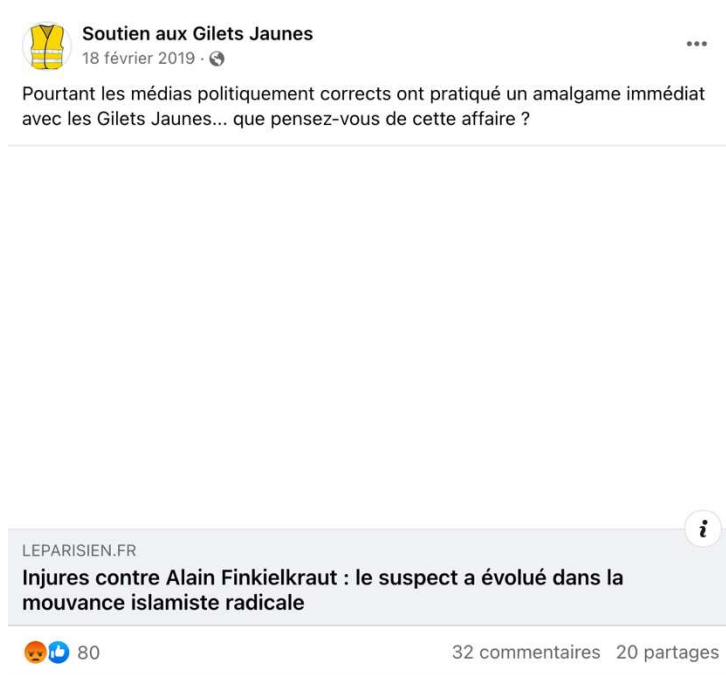 Soutien aux Gilets Jaunes
18 février 2019 ·
Pourtant les médias politiquement corrects ont pratiqué un amalgame immédiat
avec les Gilets Jaunes... que pensez-vous de cette affaire ?
i
LEPARISIEN.FR
Injures contre Alain Finkielkraut : le suspect a évolué dans la
mouvance islamiste radicale
80
32 commentaires 20 partages